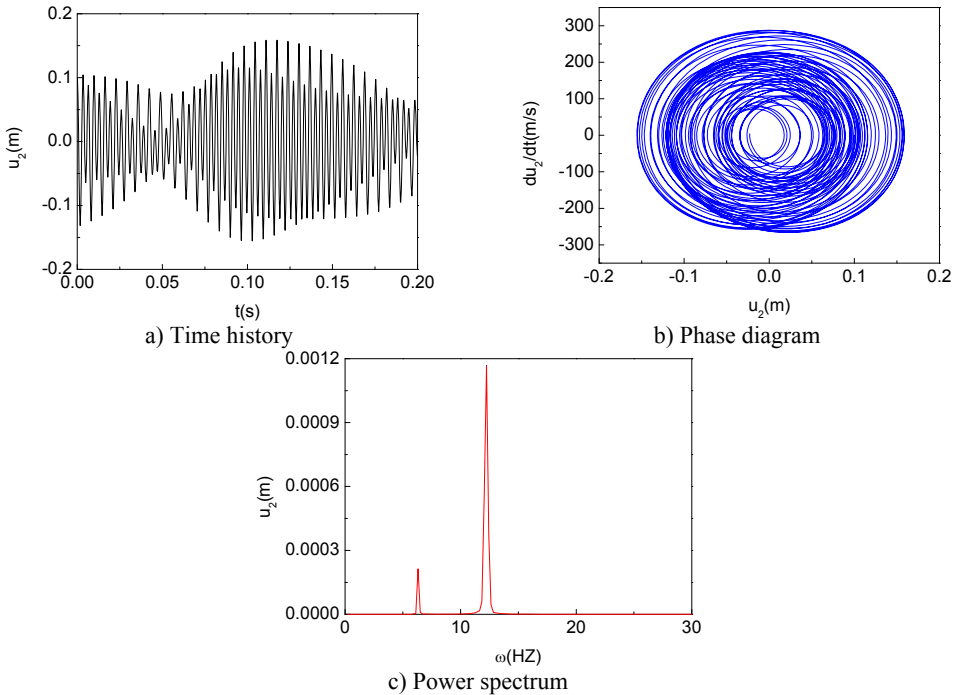 0.2
0.1
0.0
-0.1
-0.2
u₂(m)
0.00 0.05 0.10 0.15 0.20
t(s)
a) Time history
300
200
100
0
-100
-200
-300
du₂/dt(m/s)
-0.2 -0.1 0.0 0.1 0.2
u₂(m)
b) Phase diagram
0.0012
0.0009
0.0006
0.0003
0.0000
u₂(m)
0 10 20 30
ω(HZ)
c) Power spectrum